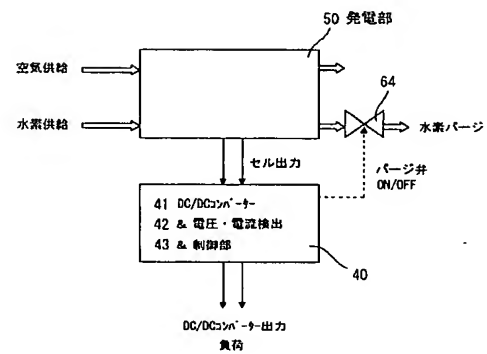 50 発電部
空気供給
64
水素供給
水素パージ
セル出力
パージ弁
ON/OFF
41 DC/DCコンバーター
42 & 電圧・電流検出
43 & 制御部
40
DC/DCコンバーター出力
負荷